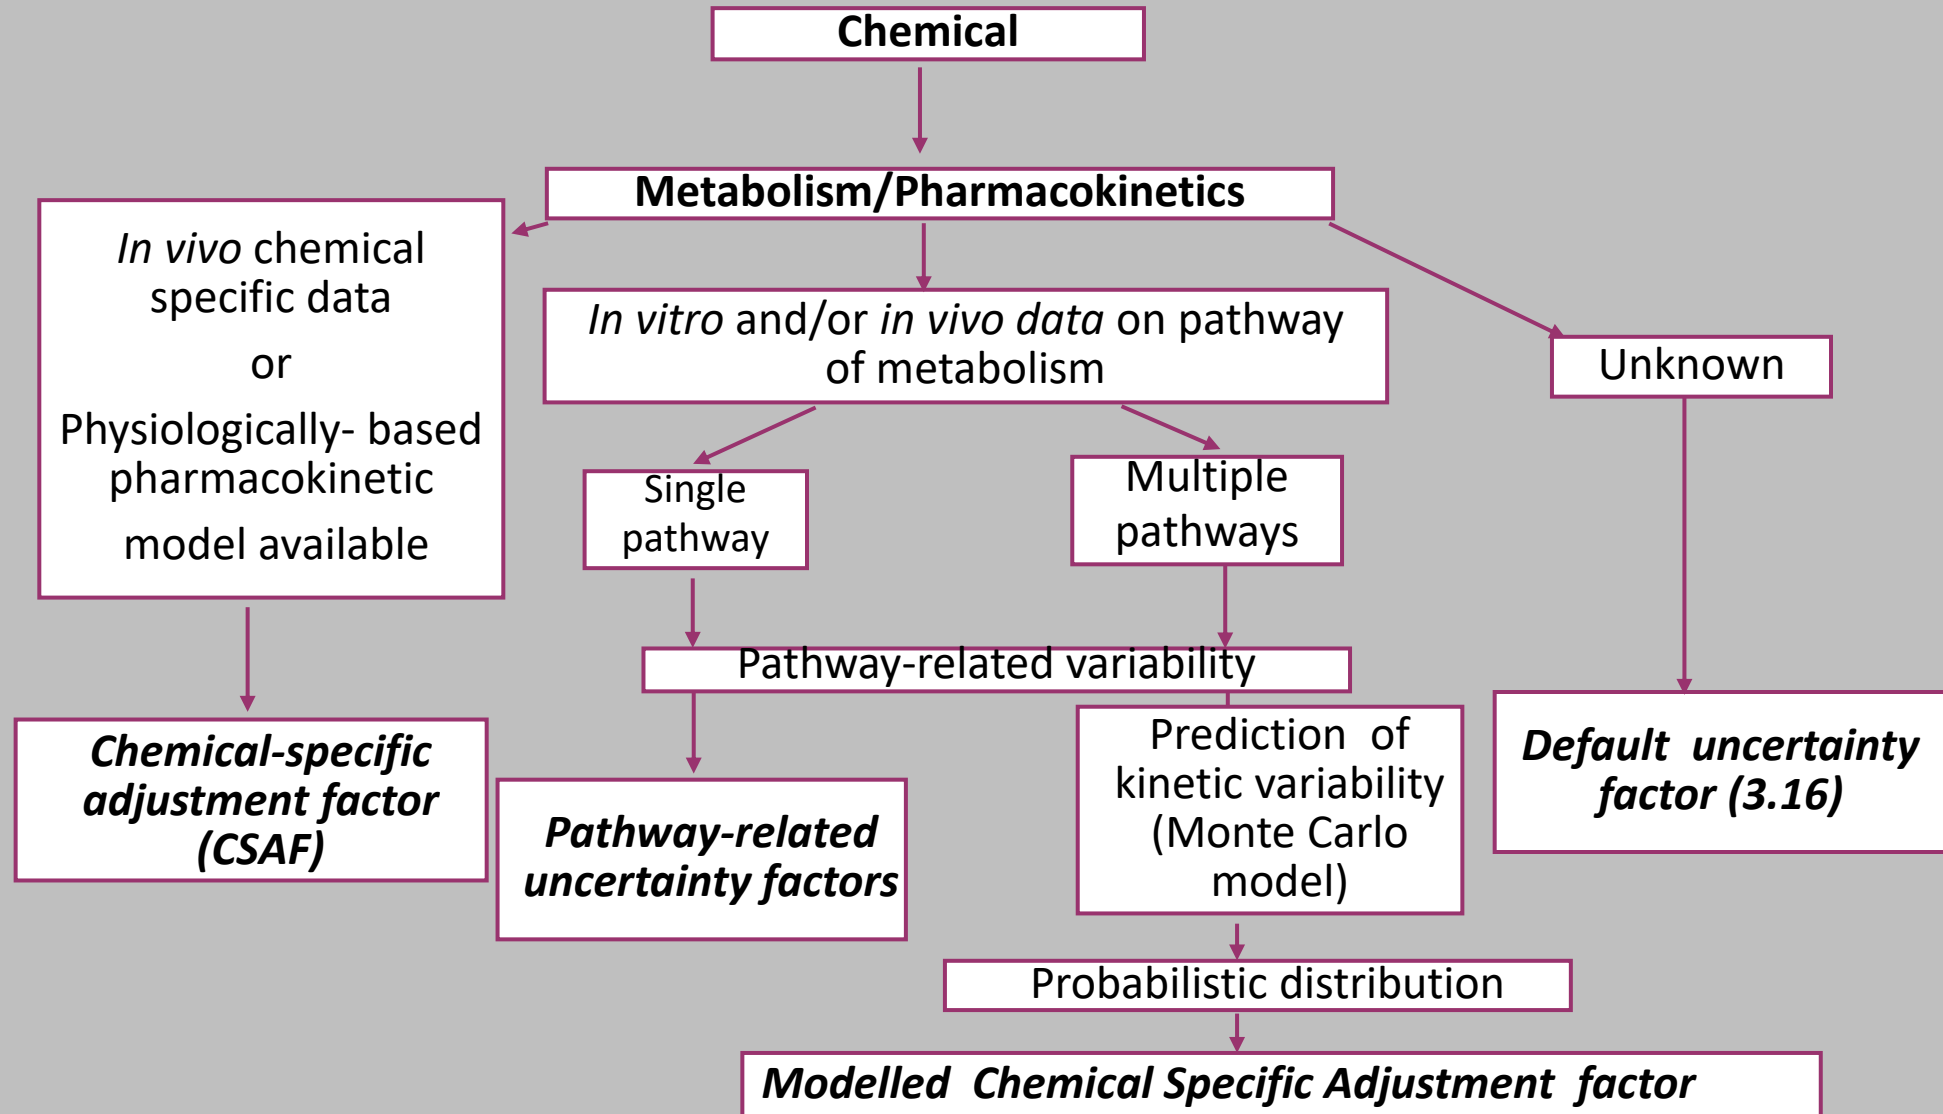 Chemical
Metabolism/Pharmacokinetics
In vivo chemical
specific data
or
Physiologically- based
pharmacokinetic
model available
In vitro and/or in vivo data on pathway
of metabolism
Unknown
Single
pathway
Multiple
pathways
Pathway-related variability
Chemical-specific
adjustment factor
(CSAF)
Pathway-related
uncertainty factors
Prediction of
kinetic variability
(Monte Carlo
model)
Default uncertainty
factor (3.16)
Probabilistic distribution
Modelled Chemical Specific Adjustment factor